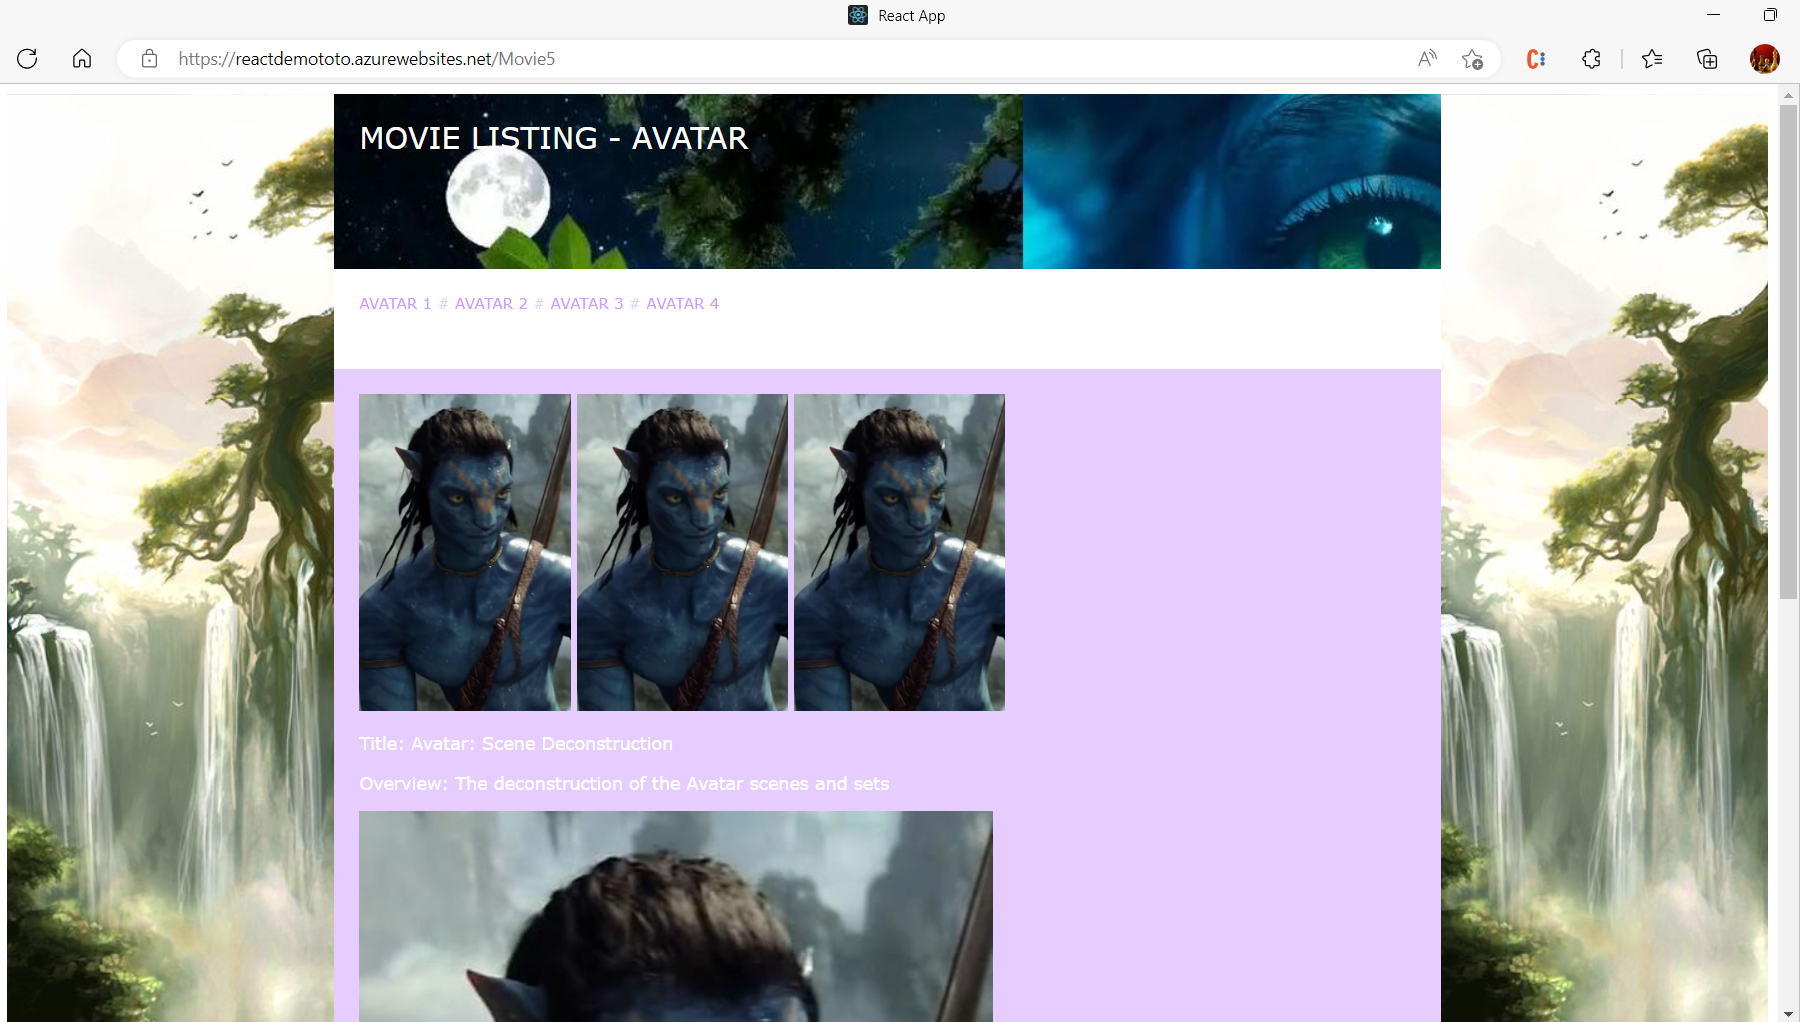 React App
https://reactdemototo.azurewebsites.net/Movie5
MOVIE LISTING - AVATAR
AVATAR 1 # AVATAR 2 # AVATAR 3 # AVATAR 4
Title: Avatar: Scene Deconstruction
Overview: The deconstruction of the Avatar scenes and sets